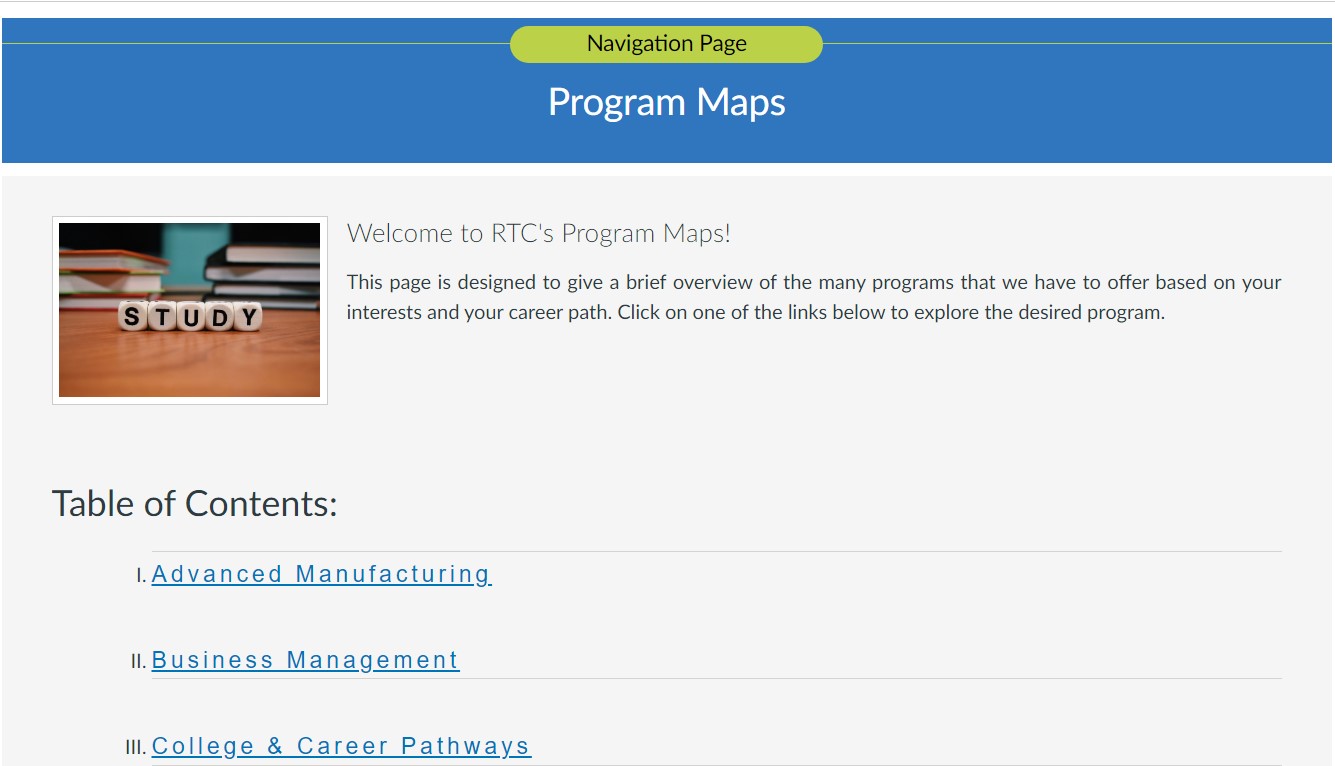 Navigation Page
Program Maps
STUDY
Welcome to RTC's Program Maps!
This page is designed to give a brief overview of the many programs that we have to offer based on your
interests and your career path. Click on one of the links below to explore the desired program.
Table of Contents:
I. Advanced Manufacturing
II. Business Management
III. College & Career Pathways